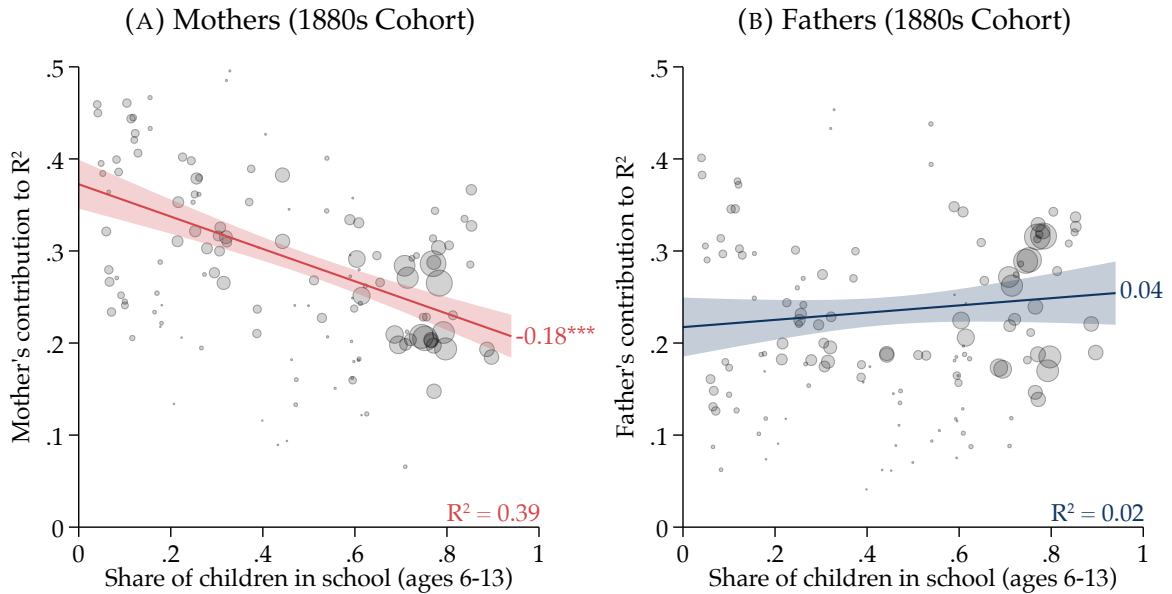 (A) Mothers (1880s Cohort)
Mother's contribution to R²
.5
.4
.3
.2
.1
0
-0.18***
R² = 0.39
0 .2 .4 .6 .8 1
Share of children in school (ages 6-13)
(B) Fathers (1880s Cohort)
Father's contribution to R²
.5
.4
.3
.2
.1
0
0.04
R² = 0.02
0 .2 .4 .6 .8 1
Share of children in school (ages 6-13)